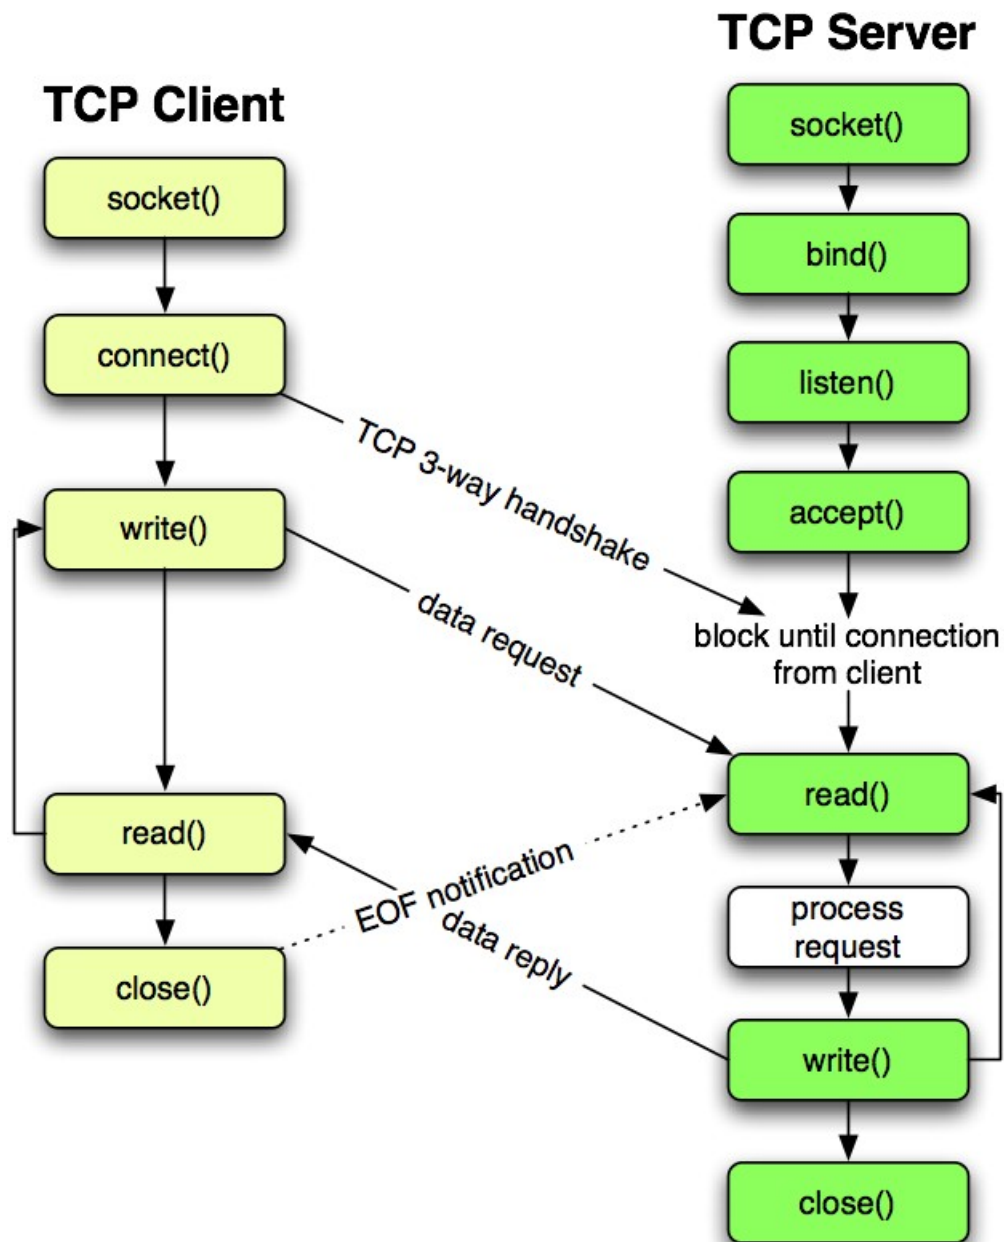 TCP Server
TCP Client
socket()
socket()
bind()
connect()
listen()
TCP 3-way handshake
accept()
write()
data request
block until connection
from client
read()
read()
EOF notification
data reply
process
request
close()
write()
close()